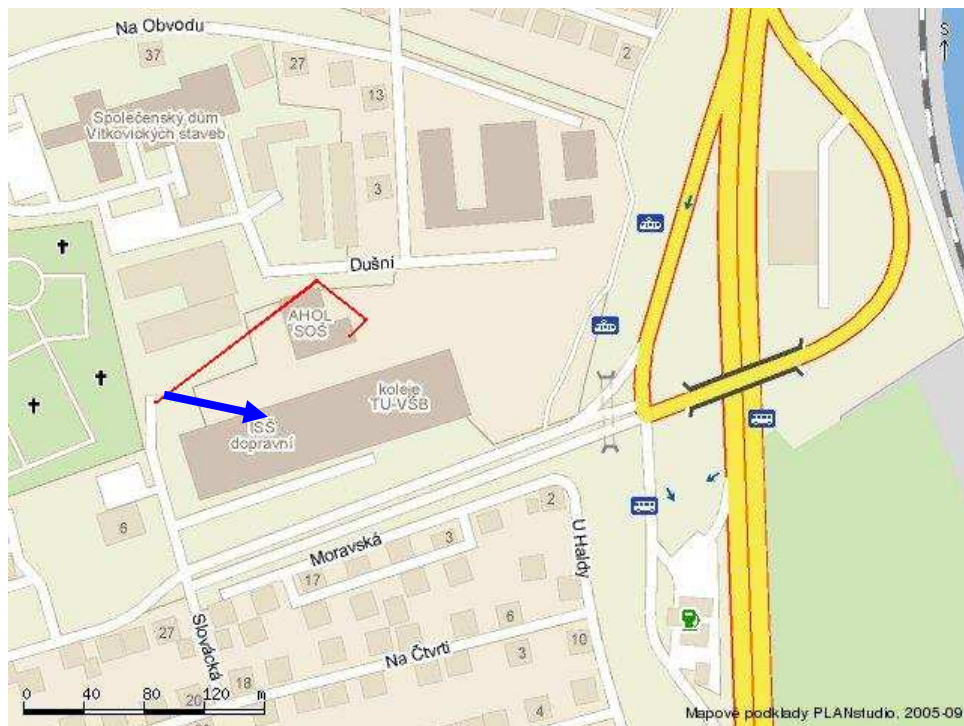 Na Obvodu
37
27
2
S
13
Společenský dům
Vítkovických staveb
3
Dušní
AHOL
SOŠ
koleje
TU-VŠB
ISŠ
dopravní
6
2
Moravská
3
17
U Haldy
Slovácká
27
6
10
Na Čtvrti
3
18
20
4
0 40 80 120 m
Mapové podklady PLANstudio, 2005-09